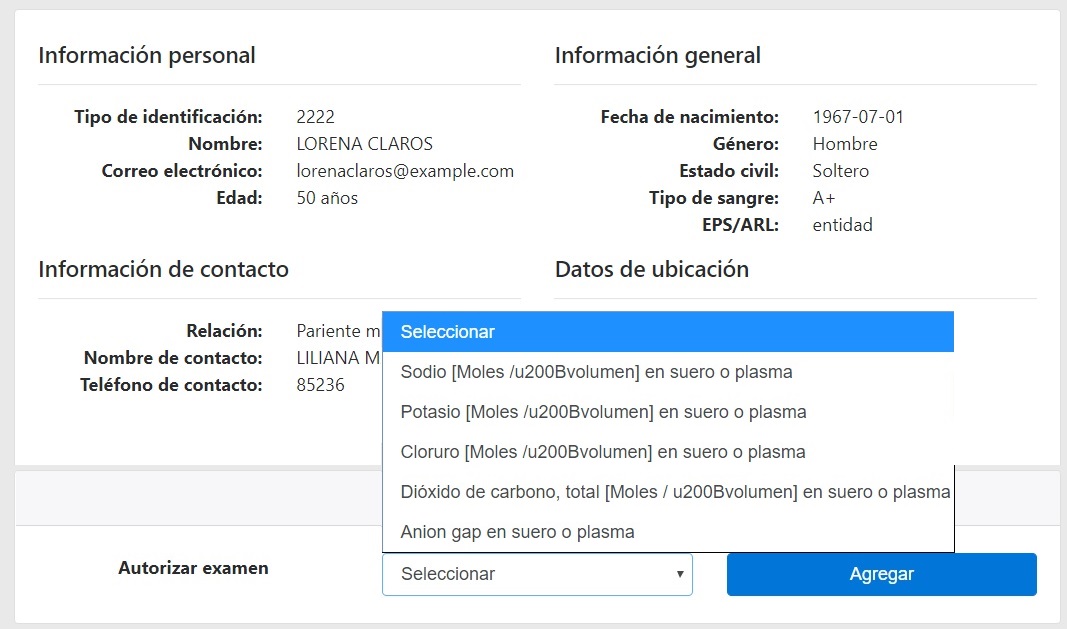 Información personal
Tipo de identificación: 2222
Nombre: LORENA CLAROS
Correo electrónico: lorenaclaros@example.com
Edad: 50 años
Información general
Fecha de nacimiento: 1967-07-01
Género: Hombre
Estado civil: Soltero
Tipo de sangre: A+
EPS/ARL: entidad
Información de contacto
Relación: Pariente m
Nombre de contacto: LILIANA M
Teléfono de contacto: 85236
Datos de ubicación
Seleccionar
Sodio [Moles /u200Bvolumen] en suero o plasma
Potasio [Moles /u200Bvolumen] en suero o plasma
Cloruro [Moles /u200Bvolumen] en suero o plasma
Dióxido de carbono, total [Moles / u200Bvolumen] en suero o plasma
Anion gap en suero o plasma
Autorizar examen Seleccionar Agregar